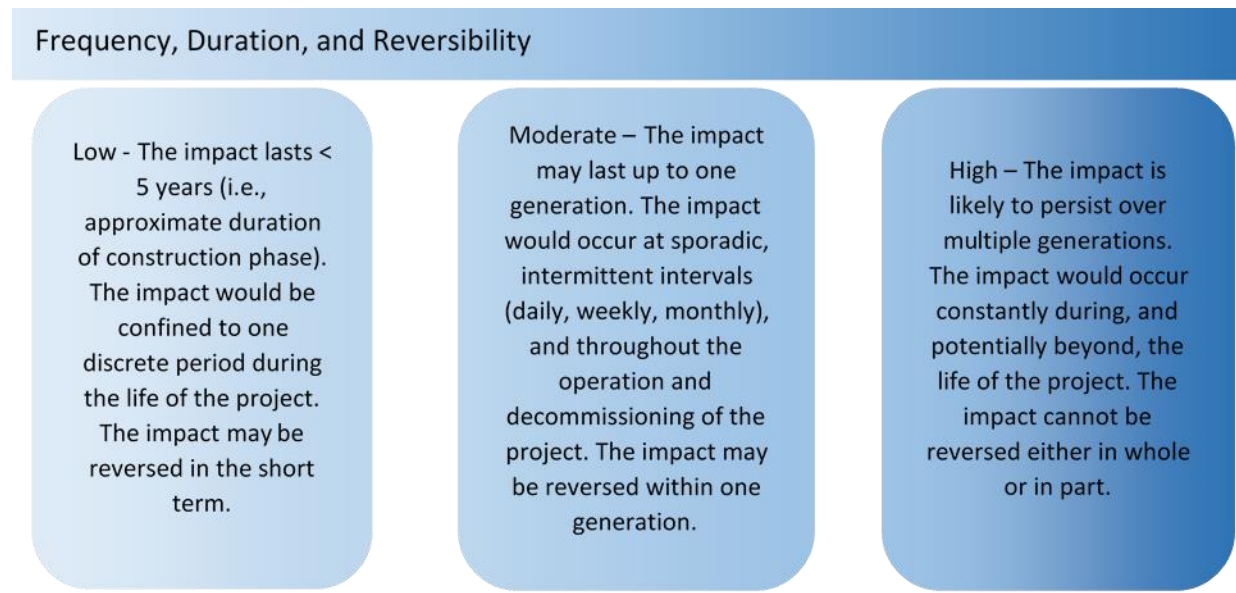 Frequency, Duration, and Reversibility
Low - The impact lasts <
5 years (i.e.,
approximate duration
of construction phase).
The impact would be
confined to one
discrete period during
the life of the project.
The impact may be
reversed in the short
term.
Moderate – The impact
may last up to one
generation. The impact
would occur at sporadic,
intermittent intervals
(daily, weekly, monthly),
and throughout the
operation and
decommissioning of the
project. The impact may
be reversed within one
generation.
High – The impact is
likely to persist over
multiple generations.
The impact would occur
constantly during, and
potentially beyond, the
life of the project. The
impact cannot be
reversed either in whole
or in part.